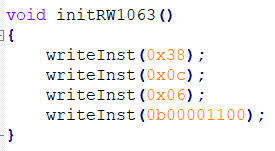 void initRW1063()
{
    writeInst(0x38);
    writeInst(0x0c);
    writeInst(0x06);
    writeInst(0b00001100);
}